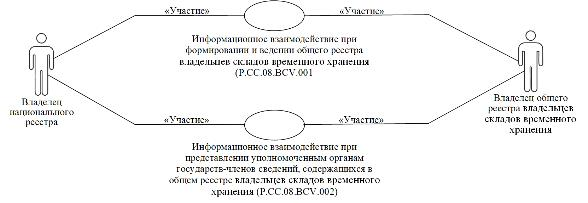 «Участие»
«Участие»
Информационное взаимодействие при
формировании и ведении общего реестра
владельцев складов временного хранения
(P.CC.08.BCV.001
Владелец
национального
реестра
Владелец общего
реестра владельцев
складов временного
хранения
«Участие»
«Участие»
Информационное взаимодействие при
представлении уполномоченным органам
государств-членов сведений, содержащихся в
общем реестре владельцев складов временного
хранения (P.CC.08.BCV.002)